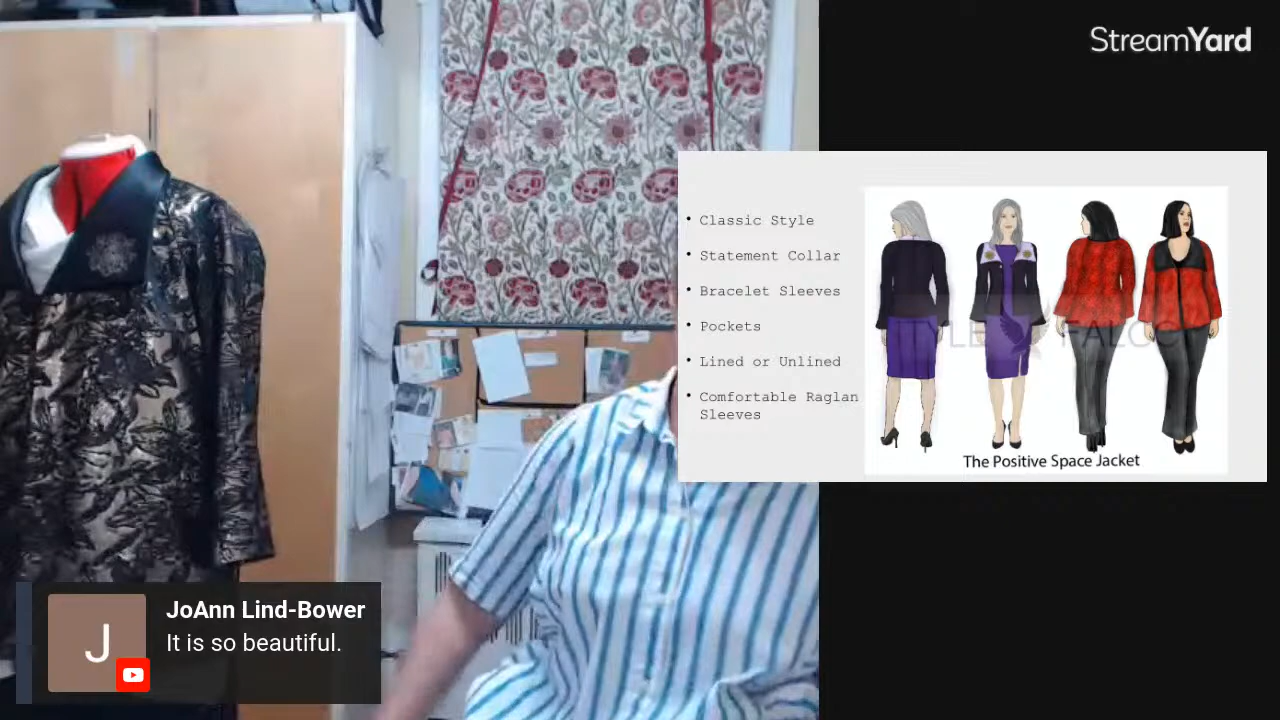 StreamYard
• Classic Style
• Statement Collar
• Bracelet Sleeves
• Pockets
• Lined or Unlined
• Comfortable Raglan
Sleeves
The Positive Space Jacket
J
JoAnn Lind-Bower
It is so beautiful.